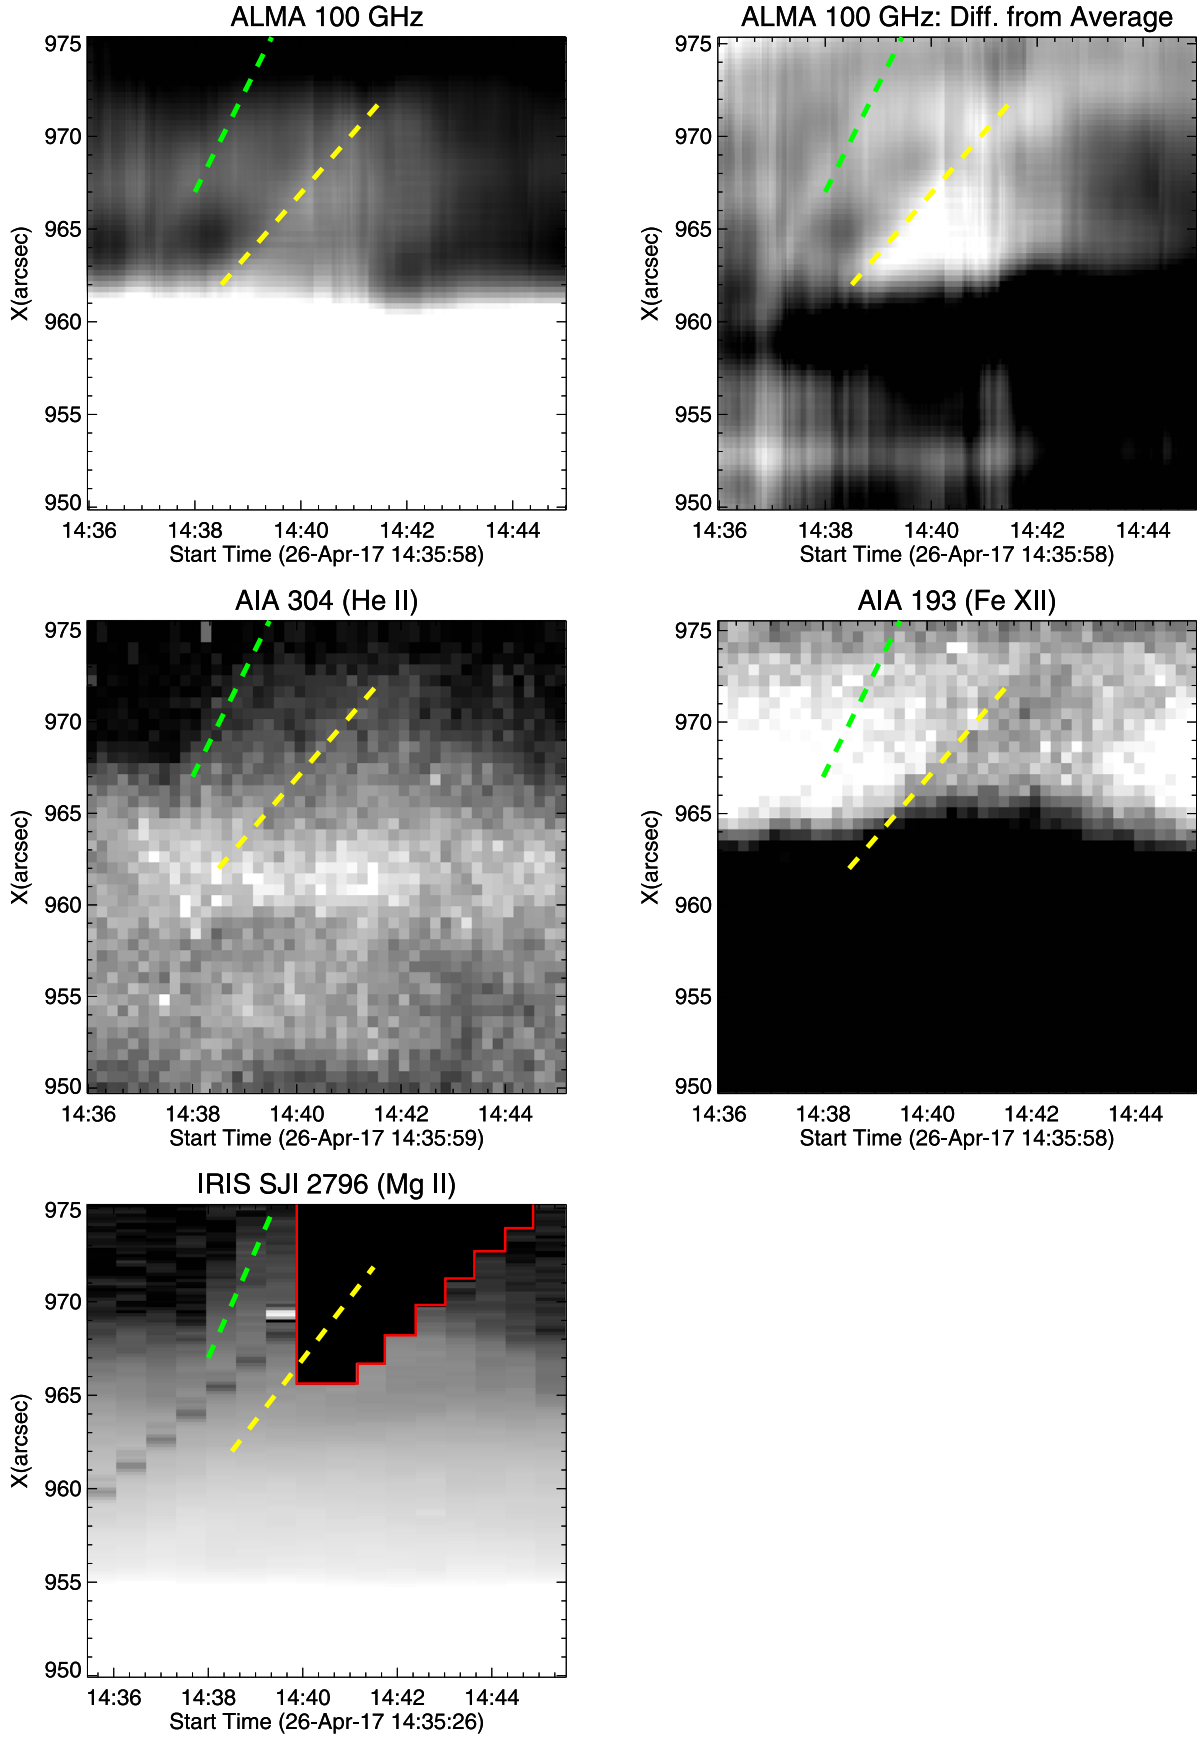 ALMA 100 GHz
975
970
965
960
955
950
X(arcsec)
14:36 14:38 14:40 14:42 14:44
Start Time (26-Apr-17 14:35:58)
ALMA 100 GHz: Diff. from Average
975
970
965
960
955
950
X(arcsec)
14:36 14:38 14:40 14:42 14:44
Start Time (26-Apr-17 14:35:58)
AIA 304 (He II)
975
970
965
960
955
950
X(arcsec)
14:36 14:38 14:40 14:42 14:44
Start Time (26-Apr-17 14:35:59)
AIA 193 (Fe XII)
975
970
965
960
955
950
X(arcsec)
14:36 14:38 14:40 14:42 14:44
Start Time (26-Apr-17 14:35:58)
IRIS SJI 2796 (Mg II)
975
970
965
960
955
950
X(arcsec)
14:36 14:38 14:40 14:42 14:44
Start Time (26-Apr-17 14:35:26)